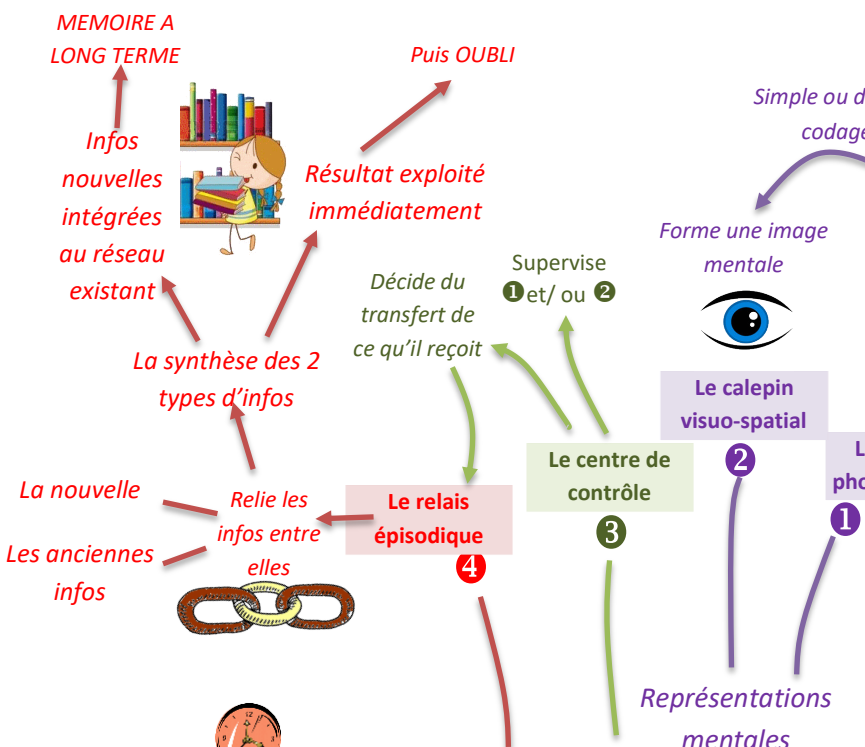 MEMOIRE A
LONG TERME
Puis OUBLI
Simple ou
Infos
nouvelles
intégrées
au réseau
existant
Résultat exploité
immédiatement
Forme une image
mentale
Décide du
transfert de
ce qu'il reçoit
Supervise
❶et/ ou ❷
La synthèse des 2
types d'infos
Le calepin
visuo-spatial
❷
❶
Le centre de
contrôle
❸
La nouvelle
Les anciennes
infos
Relie les
infos entre
elles
Le relais
épisodique
❹
Représentations
mentales
12